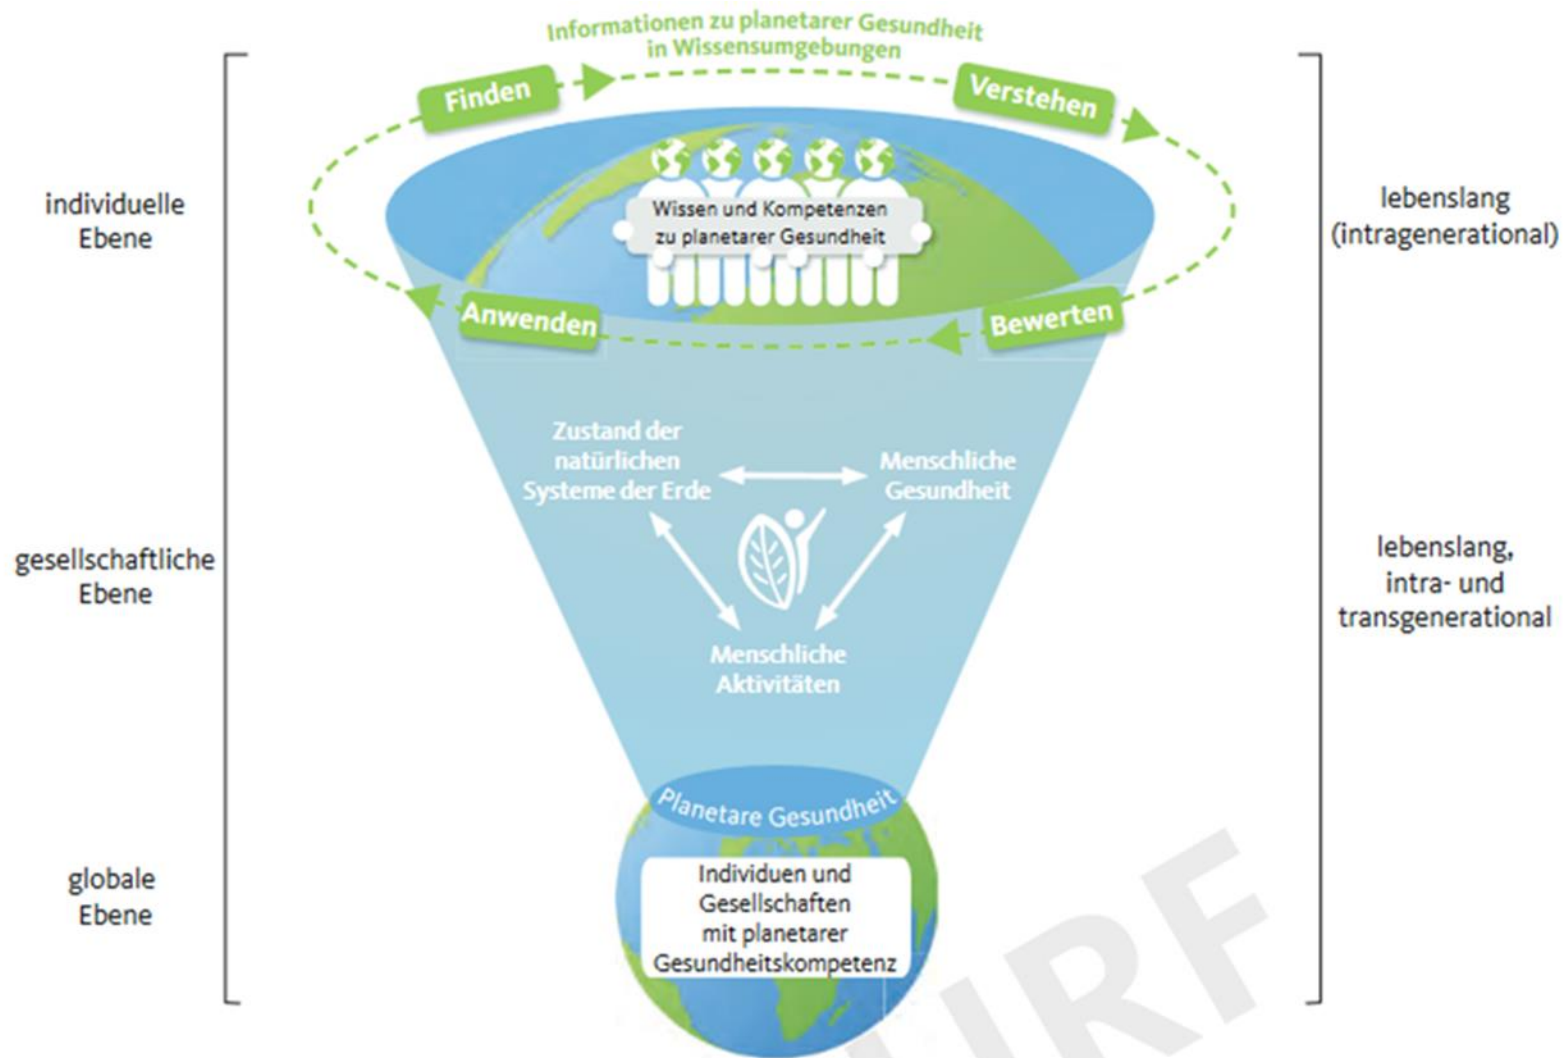 Informationen zu planetarer Gesundheit
in Wissensumgebungen
Finden
Verstehen
individuelle
Ebene
Wissen und Kompetenzen
zu planetarer Gesundheit
lebenslang
(intragenerational)
Anwenden
Bewerten
Zustand der
natürlichen
Systeme der Erde
Menschliche
Gesundheit
gesellschaftliche
Ebene
lebenslang,
intra- und
transgenerational
Menschliche
Aktivitäten
Planetare Gesundheit
globale
Ebene
Individuen und
Gesellschaften
mit planetarer
Gesundheitskompetenz
URF